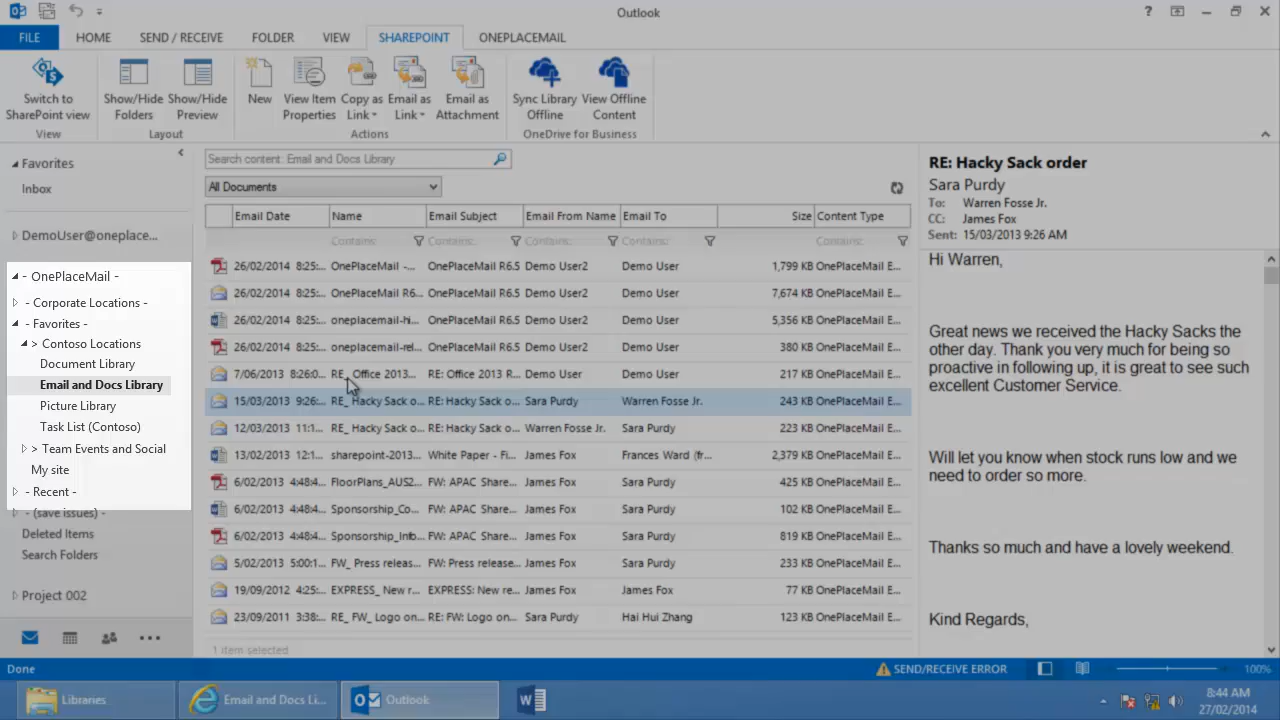 Outlook
FILE HOME SEND / RECEIVE FOLDER VIEW SHAREPOINT ONEPLACEMAIL
Switch to SharePoint view
Show/Hide Folders
Show/Hide Preview
New
View Item Properties
Copy as Link
Email as Link
Email as Attachment
Sync Library Offline
View Offline Content
View Layout Actions OneDrive for Business
Favorites
Inbox
DemoUser@oneplace...
- OnePlaceMail -
- Corporate Locations -
- Favorites -
> Contoso Locations
Document Library
Email and Docs Library
Picture Library
Task List (Contoso)
> Team Events and Social
My site
- Recent -
- (save issues) -
Deleted Items
Search Folders
Project 002
Search content: Email and Docs Library
All Documents
Email Date Name Email Subject Email From Name Email To Size Content Type
Contains: Contains: Contains: Contains: Contains:
26/02/2014 8:25:... OnePlaceMail -... OnePlaceMail R6.5 Demo User2 Demo User 1,799 KB OnePlaceMail E...
26/02/2014 8:25:... OnePlaceMail R6... OnePlaceMail R6.5 Demo User2 Demo User 7,674 KB OnePlaceMail E...
26/02/2014 8:25:... oneplacemail-hi... OnePlaceMail R6.5 Demo User2 Demo User 5,356 KB OnePlaceMail E...
26/02/2014 8:25:... oneplacemail-rel... OnePlaceMail R6.5 Demo User2 Demo User 380 KB OnePlaceMail E...
7/06/2013 8:26:0... RE_ Office 2013... RE: Office 2013 R... Demo User Demo User 217 KB OnePlaceMail E...
15/03/2013 9:26:... RE_ Hacky Sack o... RE: Hacky Sack o... Sara Purdy Warren Fosse Jr. 243 KB OnePlaceMail E...
12/03/2013 11:1... RE_ Hacky Sack o... RE: Hacky Sack o... Warren Fosse Jr. Sara Purdy 223 KB OnePlaceMail E...
13/02/2013 12:1... sharepoint-2013... White Paper - Fi... James Fox Frances Ward (fr... 2,379 KB OnePlaceMail E...
6/02/2013 4:48:4... FloorPlans_AUS2... FW: APAC Share... James Fox Sara Purdy 425 KB OnePlaceMail E...
6/02/2013 4:48:4... Sponsorship_Co... FW: APAC Share... James Fox Sara Purdy 102 KB OnePlaceMail E...
6/02/2013 4:48:4... Sponsorship_Info... FW: APAC Share... James Fox Sara Purdy 819 KB OnePlaceMail E...
5/02/2013 5:00:1... FW_ Press releas... FW: Press release... James Fox Sara Purdy 233 KB OnePlaceMail E...
19/09/2012 4:25:... EXPRESS_ New r... EXPRESS: New re... James Fox James Fox 77 KB OnePlaceMail E...
23/09/2011 3:38:... RE_ FW_ Logo on... RE: FW: Logo on... Sara Purdy Hai Hui Zhang 123 KB OnePlaceMail E...
1 item selected
RE: Hacky Sack order
Sara Purdy
To: Warren Fosse Jr.
CC: James Fox
Sent: 15/03/2013 9:26 AM
Hi Warren,
Great news we received the Hacky Sacks the
other day. Thank you very much for being so
proactive in following up, it is great to see such
excellent Customer Service.
Will let you know when stock runs low and we
need to order so more.
Thanks so much and have a lovely weekend.
Kind Regards,
Done SEND/RECEIVE ERROR 100%
Libraries Email and Docs Li... Outlook 8:44 AM
27/02/2014